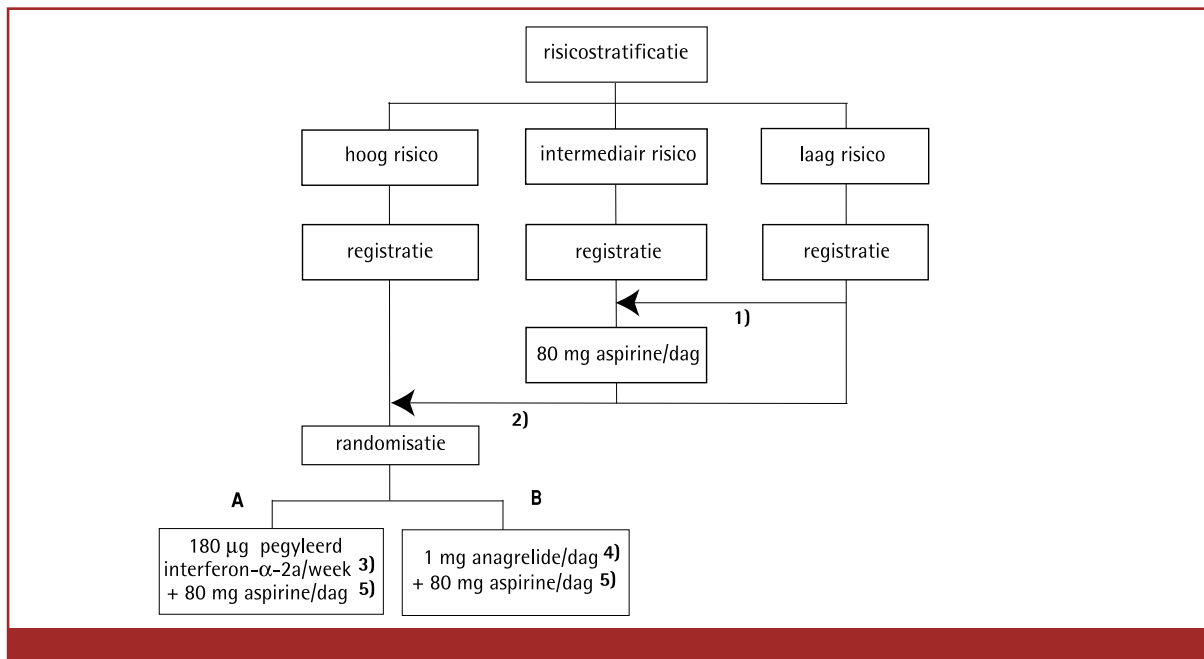 risicostratificatie
hoog risico
intermediair risico
laag risico
registratie
registratie
registratie
1)
80 mg aspirine/dag
2)
randomisatie
A
B
180 µg pegyleerd
interferon-α-2a/week 3)
+ 80 mg aspirine/dag 5)
1 mg anagrelide/dag 4)
+ 80 mg aspirine/dag 5)